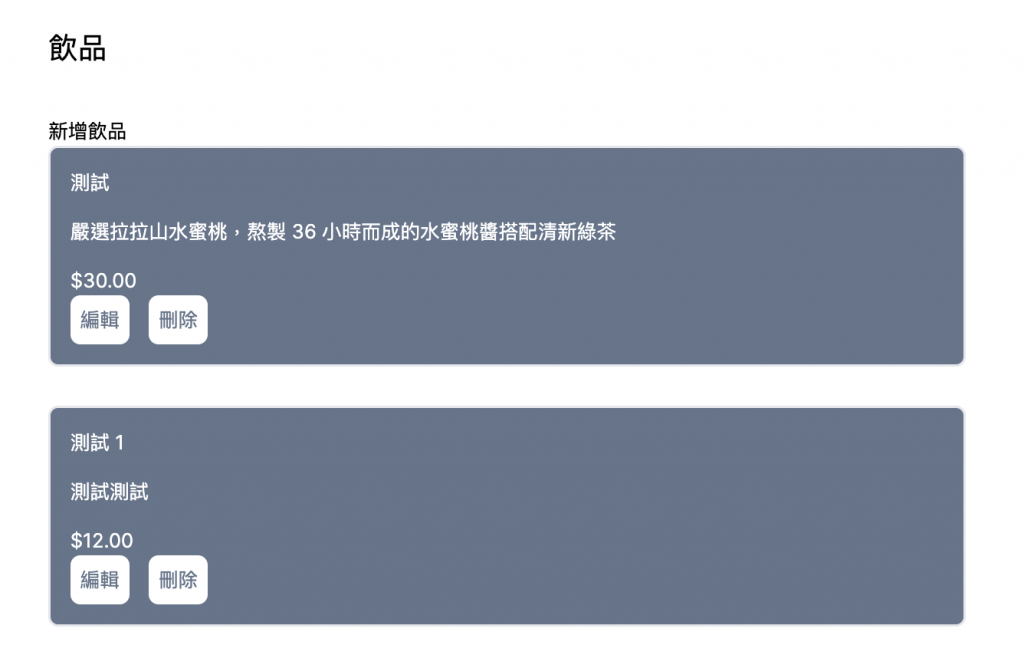 飲品
新增飲品
測試
嚴選拉拉山水蜜桃，熬製 36 小時而成的水蜜桃醬搭配清新綠茶
$30.00
編輯 刪除
測試 1
測試測試
$12.00
編輯 刪除